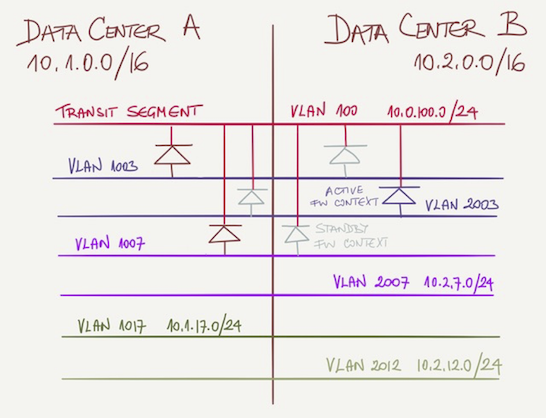 DATA CENTER A
10.1.0.0/16
DATA CENTER B
10.2.0.0/16
TRANSIT SEGMENT
VLAN 100 10.0.100.0/24
VLAN 1003
ACTIVE
FW CONTEXT
VLAN 2003
VLAN 1007
STANDBY
FW CONTEXT
VLAN 2007 10.2.7.0/24
VLAN 1017 10.1.17.0/24
VLAN 2012 10.2.12.0/24